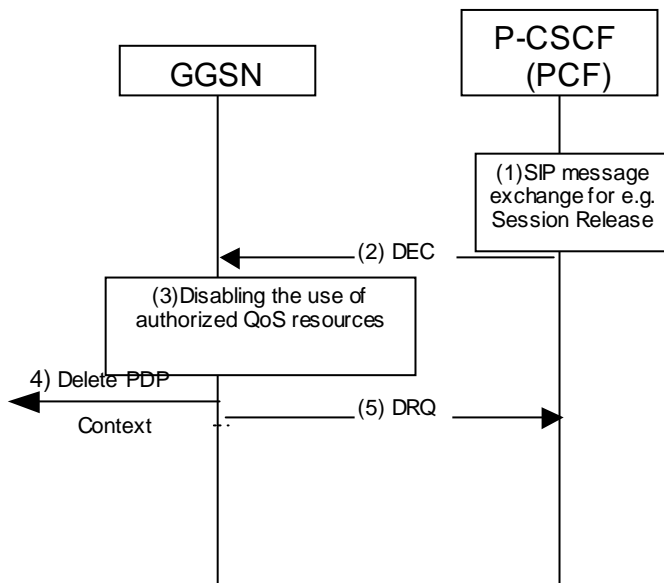 GGSN
P-CSCF
(PCF)
(1)SIP message
exchange for e.g.
Session Release
(2) DEC
(3)Disabling the use of
authorized QoS resources
4) Delete PDP
Context
(5) DRQ